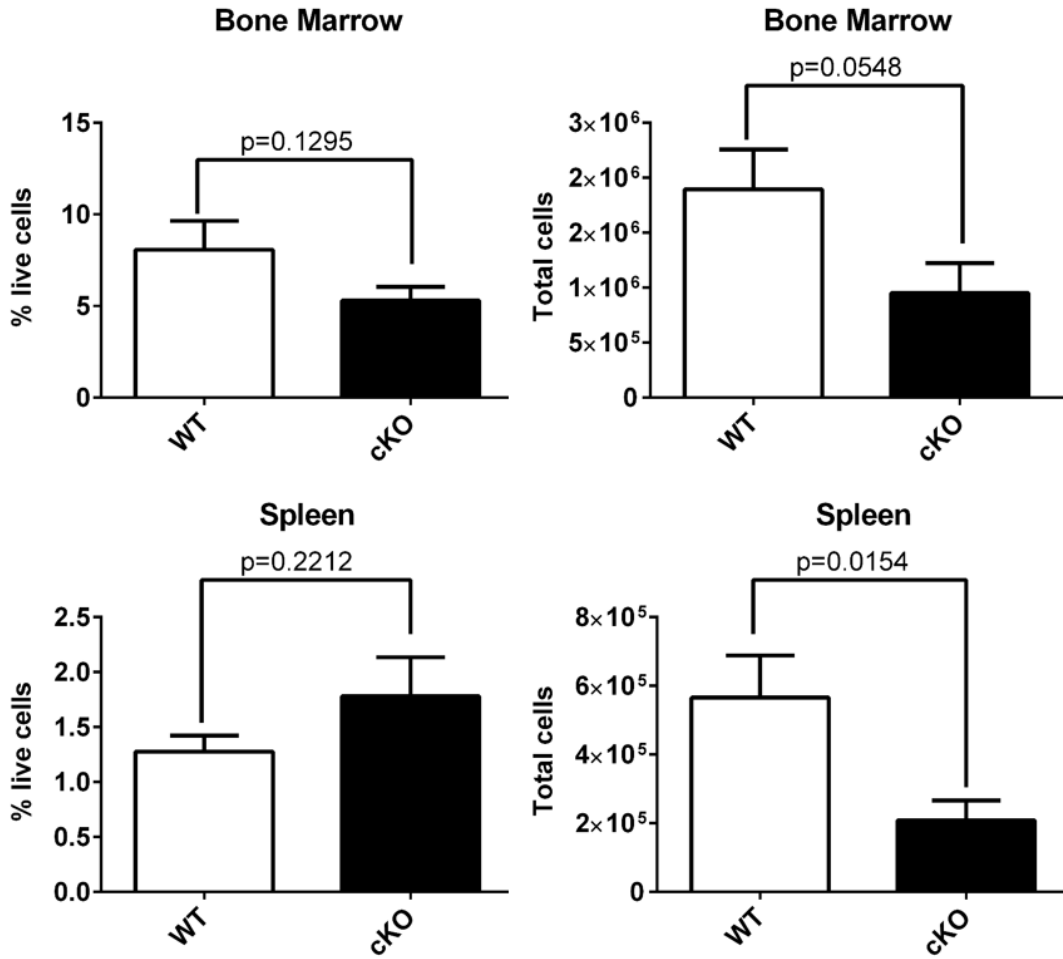 Bone Marrow
p=0.1295
% live cells
15
10
5
0
WT
cKO
Bone Marrow
p=0.0548
Total cells
3×10⁶
2×10⁶
2×10⁶
1×10⁶
5×10⁵
0
WT
cKO
Spleen
p=0.2212
% live cells
2.5
2.0
1.5
1.0
0.5
0.0
WT
cKO
Spleen
p=0.0154
Total cells
8×10⁵
6×10⁵
4×10⁵
2×10⁵
0
WT
cKO